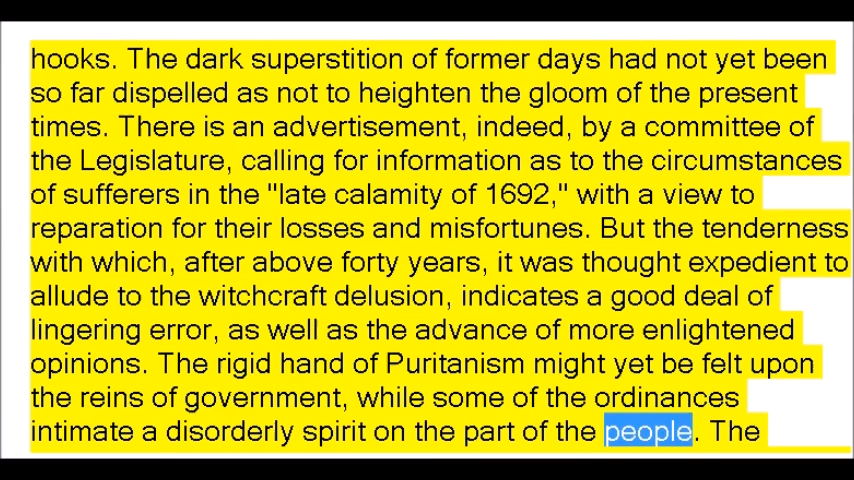 hooks. The dark superstition of former days had not yet been
so far dispelled as not to heighten the gloom of the present
times. There is an advertisement, indeed, by a committee of
the Legislature, calling for information as to the circumstances
of sufferers in the "late calamity of 1692," with a view to
reparation for their losses and misfortunes. But the tenderness
with which, after above forty years, it was thought expedient to
allude to the witchcraft delusion, indicates a good deal of
lingering error, as well as the advance of more enlightened
opinions. The rigid hand of Puritanism might yet be felt upon
the reins of government, while some of the ordinances
intimate a disorderly spirit on the part of the people. The